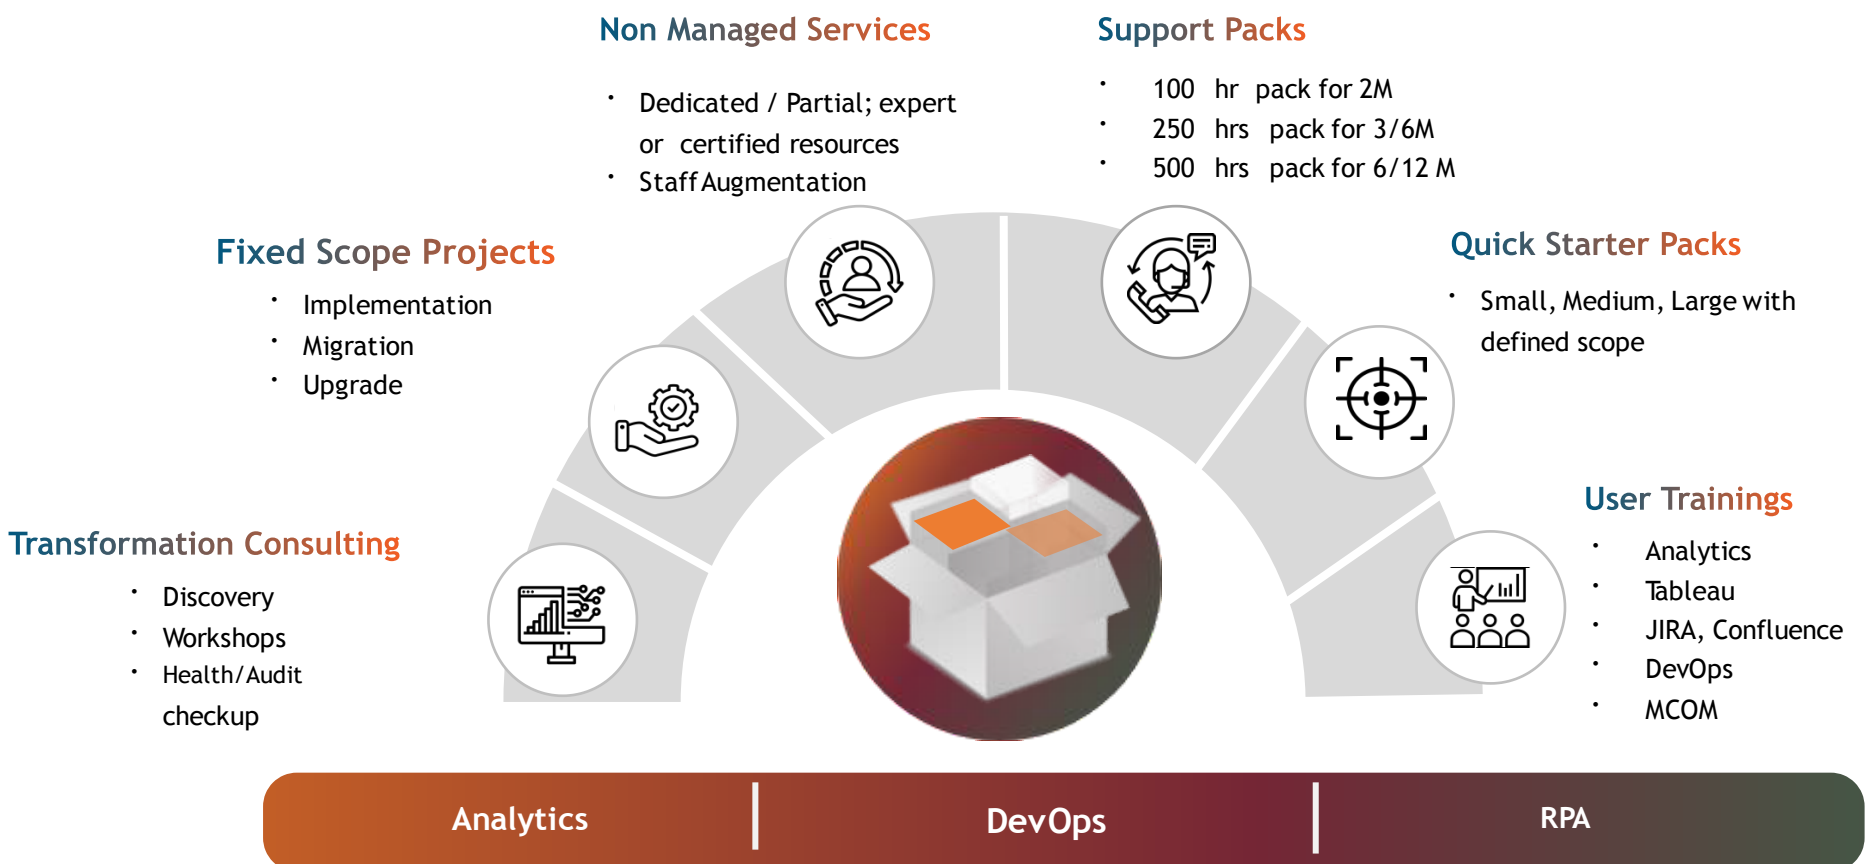 Non Managed Services
• Dedicated / Partial; expert
or certified resources
• Staff Augmentation
Support Packs
• 100 hr pack for 2M
• 250 hrs pack for 3/6M
• 500 hrs pack for 6/12 M
Fixed Scope Projects
• Implementation
• Migration
• Upgrade
Quick Starter Packs
• Small, Medium, Large with
defined scope
Transformation Consulting
• Discovery
• Workshops
• Health/Audit
checkup
User Trainings
• Analytics
• Tableau
• JIRA, Confluence
• DevOps
• MCOM
Analytics
DevOps
RPA